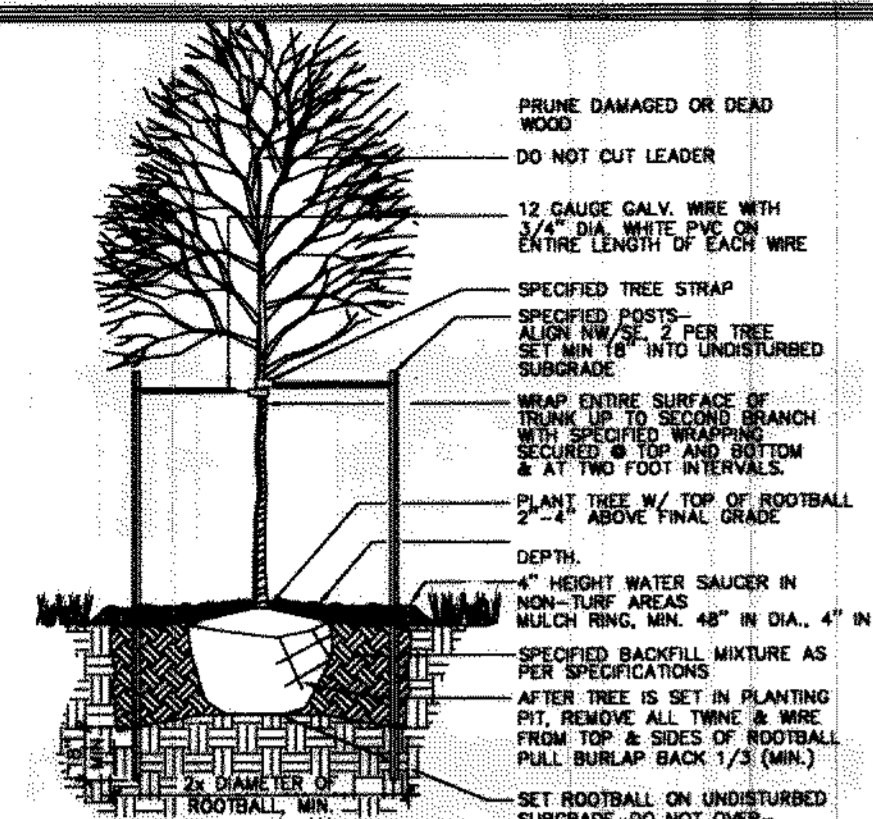 PRUNE DAMAGED OR DEAD
WOOD
DO NOT CUT LEADER
12 GAUGE GALV. WIRE WITH
3/4" DIA. WHITE PVC ON
ENTIRE LENGTH OF EACH WIRE
SPECIFIED TREE STRAP
SPECIFIED POSTS-
ALIGN NW/SE, 2 PER TREE
SET MIN 18" INTO UNDISTURBED
SUBGRADE
WRAP ENTIRE SURFACE OF
TRUNK UP TO SECOND BRANCH
WITH SPECIFIED WRAPPING
SECURED @ TOP AND BOTTOM
& AT TWO FOOT INTERVALS.
PLANT TREE W/ TOP OF ROOTBALL
2"-4" ABOVE FINAL GRADE
DEPTH.
4" HEIGHT WATER SAUCER IN
NON-TURF AREAS
MULCH RING, MIN. 48" IN DIA., 4" IN
SPECIFIED BACKFILL MIXTURE AS
PER SPECIFICATIONS
AFTER TREE IS SET IN PLANTING
PIT, REMOVE ALL TWINE & WIRE
FROM TOP & SIDES OF ROOTBALL
PULL BURLAP BACK 1/3 (MIN.)
SET ROOTBALL ON UNDISTURBED
SUBGRADE-DO NOT OVER-
18" MIN.
2x DIAMETER OF
ROOTBALL, MIN.